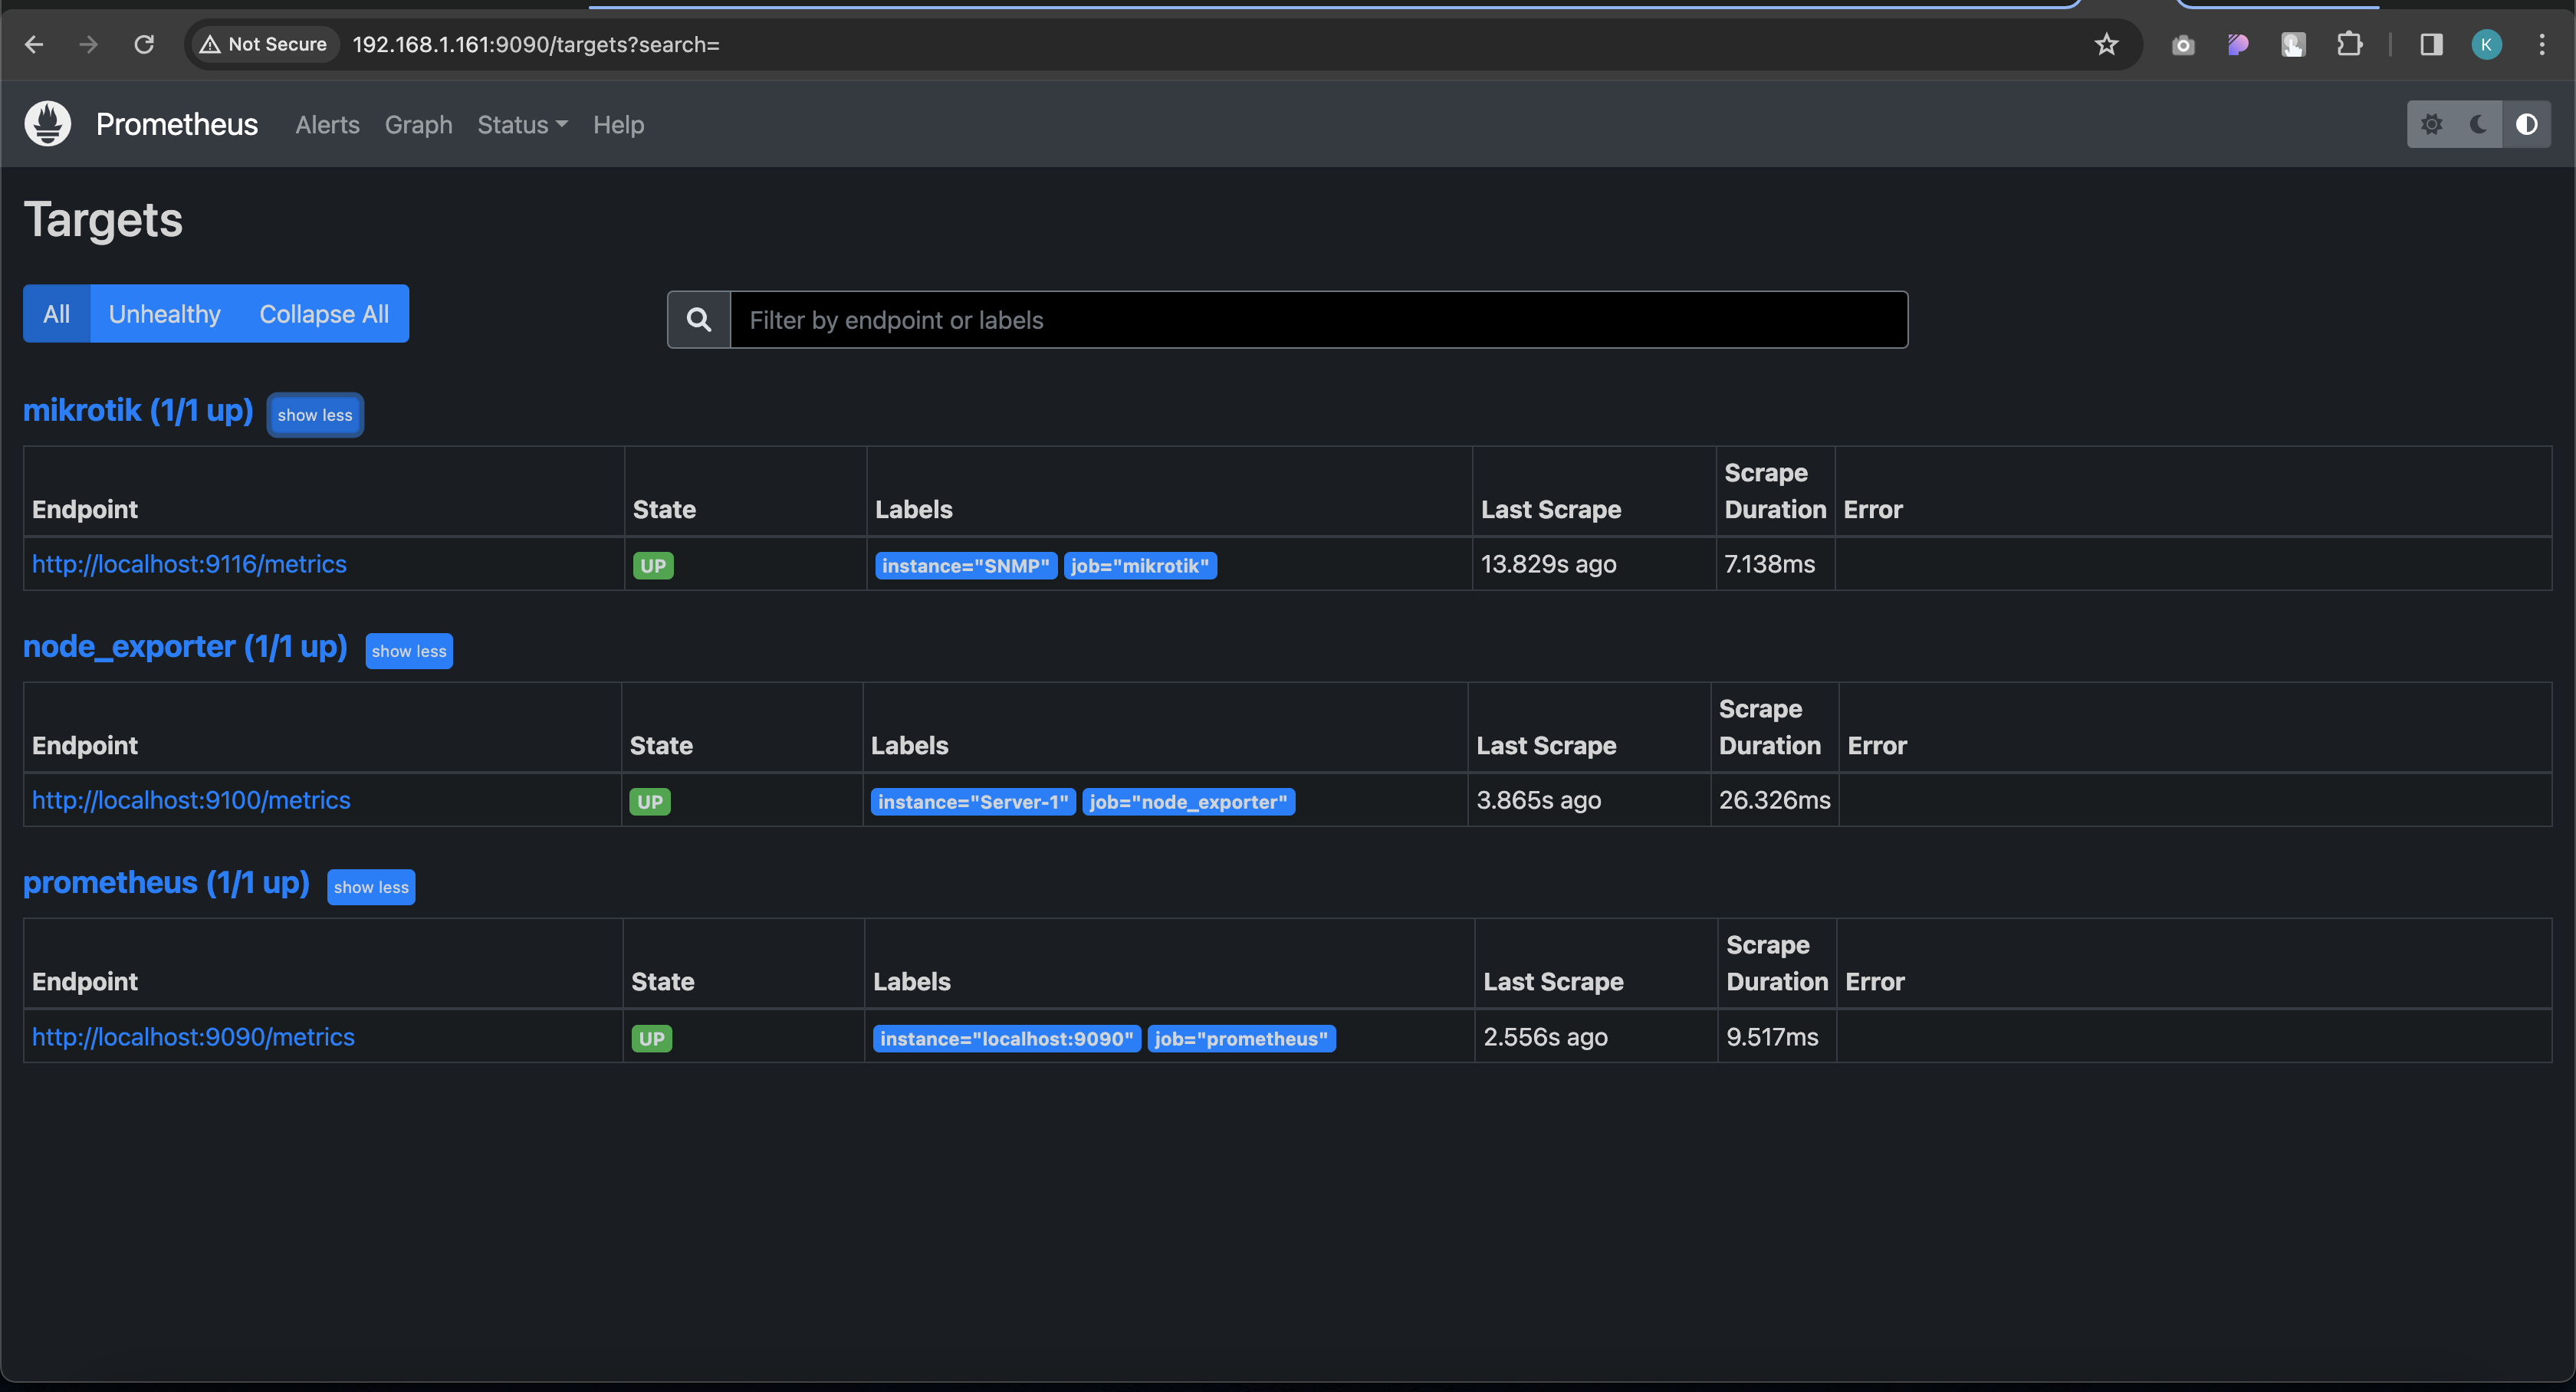 Not Secure 192.168.1.161:9090/targets?search= K
Prometheus Alerts Graph Status Help
Targets
All Unhealthy Collapse All Filter by endpoint or labels
mikrotik (1/1 up) show less
Endpoint State Labels Last Scrape Scrape Duration Error
http://localhost:9116/metrics UP instance="SNMP" job="mikrotik" 13.829s ago 7.138ms
node_exporter (1/1 up) show less
Endpoint State Labels Last Scrape Scrape Duration Error
http://localhost:9100/metrics UP instance="Server-1" job="node_exporter" 3.865s ago 26.326ms
prometheus (1/1 up) show less
Endpoint State Labels Last Scrape Scrape Duration Error
http://localhost:9090/metrics UP instance="localhost:9090" job="prometheus" 2.556s ago 9.517ms